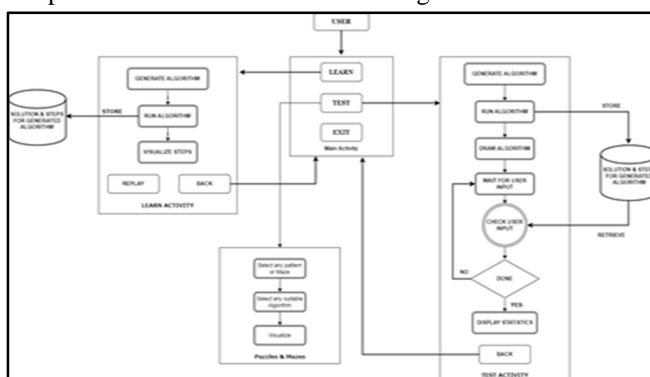 USER
LEARN
TEST
EXIT
Main Activity
GENERATE ALGORITHM
RUN ALGORITHM
VISUALIZE STEPS
REPLAY
BACK
LEARN ACTIVITY
STORE
SOLUTION & STEPS
FOR GENERATED
ALGORITHM
Select any pattern
or Maze
Select any suitable
Algorithm
Visualize
Puzzles & Mazes
GENERATE ALGORITHM
RUN ALGORITHM
DRAW ALGORITHM
WAIT FOR USER
INPUT
CHECK USER
INPUT
DONE
NO
YES
DISPLAY STATISTICS
BACK
TEST ACTIVITY
STORE
SOLUTION & STEPS
FOR GENERATED
ALGORITHM
RETRIEVE